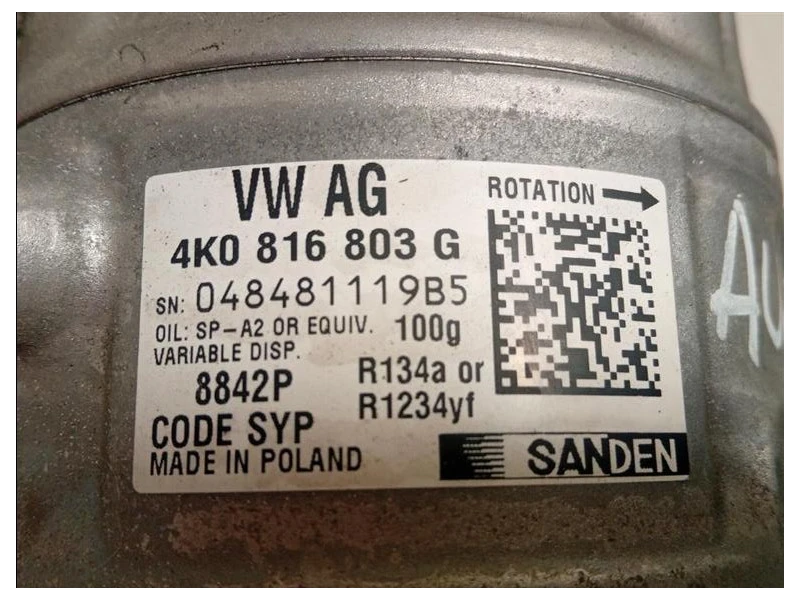 VW AG
4K0 816 803 G
SN: 048481119B5
OIL: SP-A2 OR EQUIV. 100g
VARIABLE DISP.
8842P
R134a or
R1234yf
CODE SYP
MADE IN POLAND
ROTATION
SANDEN